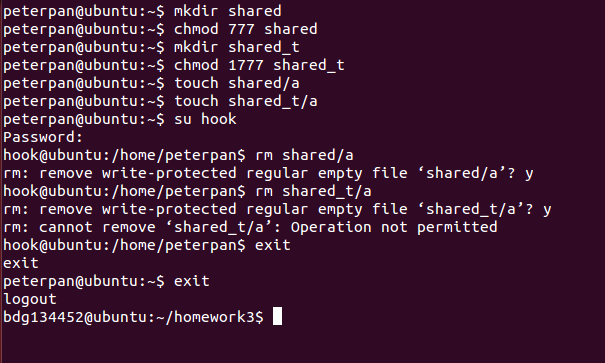 peterpan@ubuntu:~$ mkdir shared
peterpan@ubuntu:~$ chmod 777 shared
peterpan@ubuntu:~$ mkdir shared_t
peterpan@ubuntu:~$ chmod 1777 shared_t
peterpan@ubuntu:~$ touch shared/a
peterpan@ubuntu:~$ touch shared_t/a
peterpan@ubuntu:~$ su hook
Password:
hook@ubuntu:/home/peterpan$ rm shared/a
rm: remove write-protected regular empty file ‘shared/a’? y
hook@ubuntu:/home/peterpan$ rm shared_t/a
rm: remove write-protected regular empty file ‘shared_t/a’? y
rm: cannot remove ‘shared_t/a’: Operation not permitted
hook@ubuntu:/home/peterpan$ exit
exit
peterpan@ubuntu:~$ exit
logout
bdg134452@ubuntu:~/homework3$